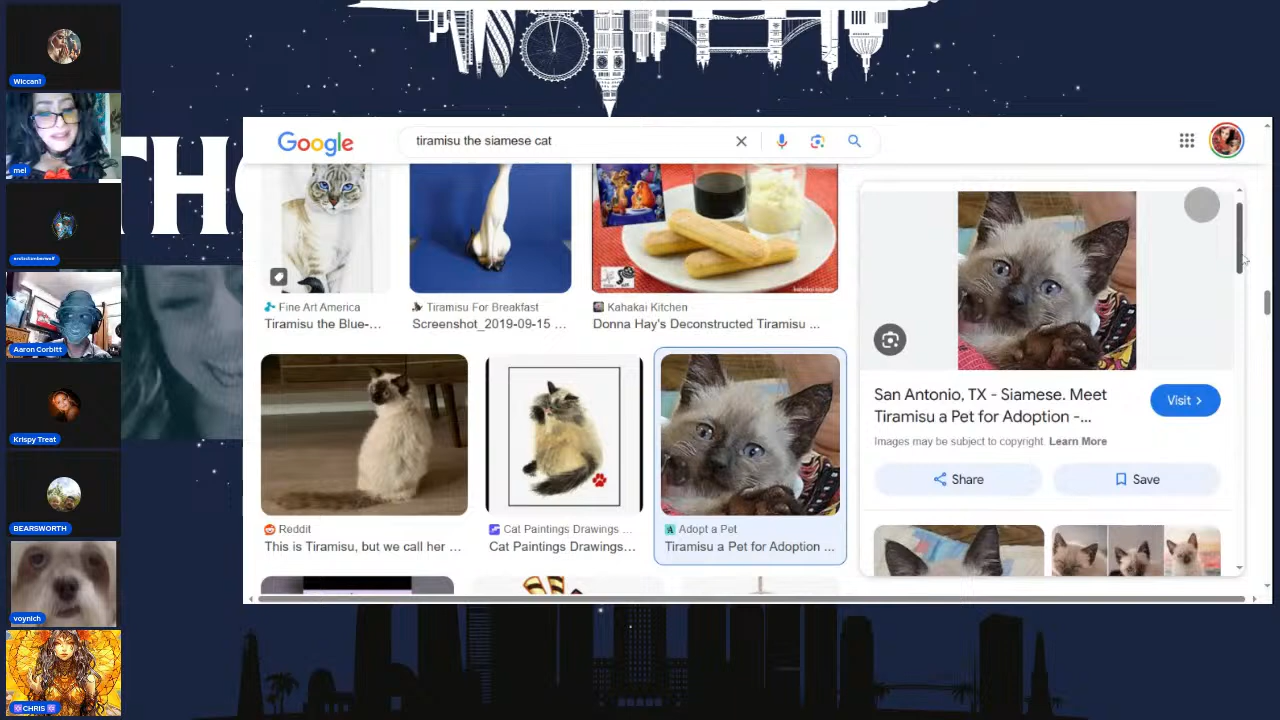 Wiccan1
mel
Aaron Corbitt
Krispy Treat
BEARSWORTH
voynich
CHRIS
TH
Google
tiramisu the siamese cat
Fine Art America
Tiramisu the Blue-...
Tiramisu For Breakfast
Screenshot_2019-09-15 ...
kahakai kitchen
Kahakai Kitchen
Donna Hay's Deconstructed Tiramisu ...
Reddit
This is Tiramisu, but we call her ...
Cat Paintings Drawings ...
Cat Paintings Drawings...
Adopt a Pet
Tiramisu a Pet for Adoption ...
San Antonio, TX - Siamese. Meet
Tiramisu a Pet for Adoption -...
Visit
Images may be subject to copyright. Learn More
Share
Save